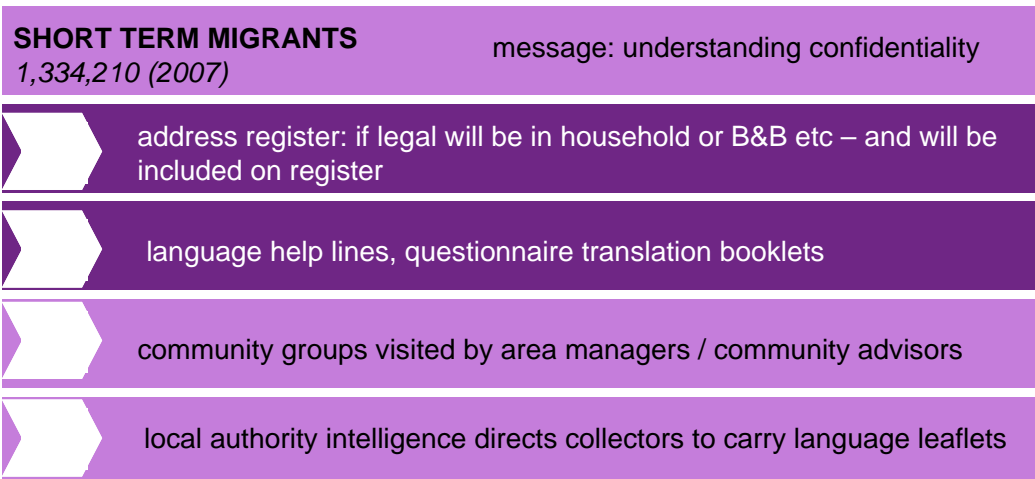 SHORT TERM MIGRANTS
1,334,210 (2007)
message: understanding confidentiality
address register: if legal will be in household or B&B etc – and will be
included on register
language help lines, questionnaire translation booklets
community groups visited by area managers / community advisors
local authority intelligence directs collectors to carry language leaflets